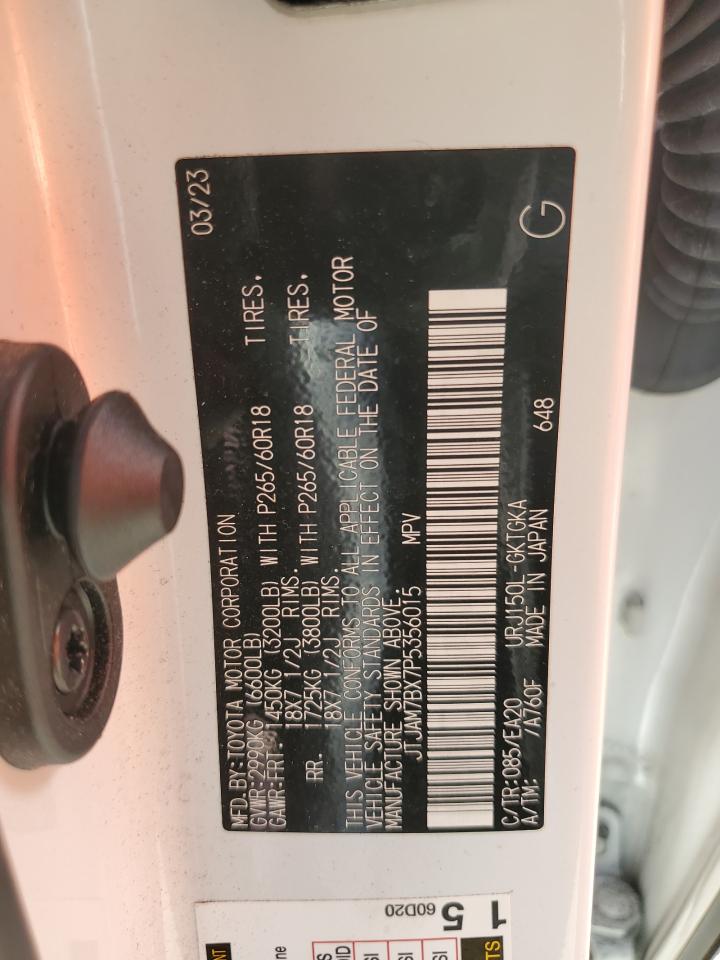 MFD.BY:TOYOTA MOTOR CORPORATION 03/23
GVWR:2990KG (6600LB)
GAWR:FRT. 1450KG (3200LB) WITH P265/60R18 TIRES,
18X7 1/2J RIMS.
RR. 1725KG (3800LB) WITH P265/60R18 TIRES,
18X7 1/2J RIMS.
THIS VEHICLE CONFORMS TO ALL APPLICABLE FEDERAL MOTOR
VEHICLE SAFETY STANDARDS IN EFFECT ON THE DATE OF
MANUFACTURE SHOWN ABOVE.
JTJAM7BX7P5356015 MPV
C/TR:085/EA20 URJ150L-GKTGKA 648 G
A/TM: /A760F MADE IN JAPAN
5
60D20
1